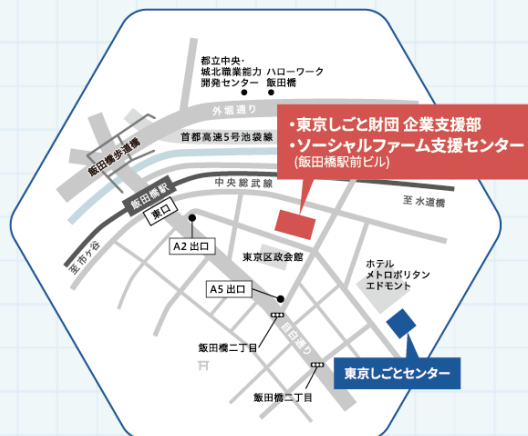 都立中央・
城北職業能力
開発センター
ハローワーク
飯田橋
外堀通り
・東京しごと財団 企業支援部
・ソーシャルファーム支援センター
(飯田橋駅前ビル)
首都高速5号池袋線
飯田橋歩道橋
中央総武線
至 水道橋
飯田橋駅
東口
A2 出口
至市ヶ谷
東京区政会館
ホテル
メトロポリタン
エドモント
A5 出口
目白通り
飯田橋二丁目
東京しごとセンター
飯田橋二丁目